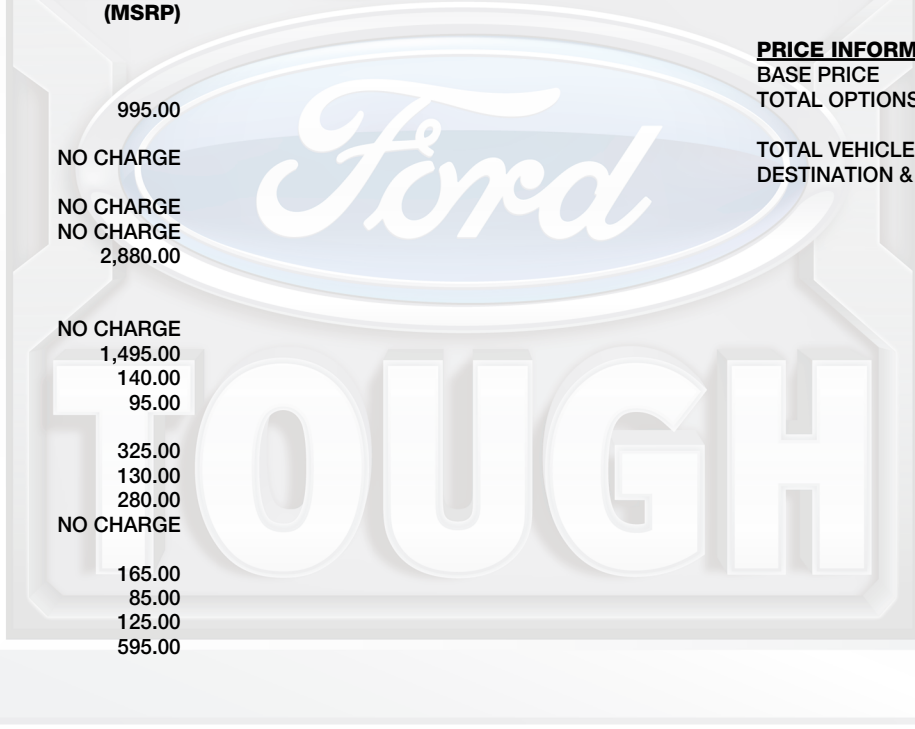 (MSRP)
995.00
NO CHARGE
NO CHARGE
NO CHARGE
2,880.00
NO CHARGE
1,495.00
140.00
95.00
325.00
130.00
280.00
NO CHARGE
165.00
85.00
125.00
595.00
PRICE INFORM
BASE PRICE
TOTAL OPTIONS
TOTAL VEHICLE
DESTINATION &
Ford
TOUGH